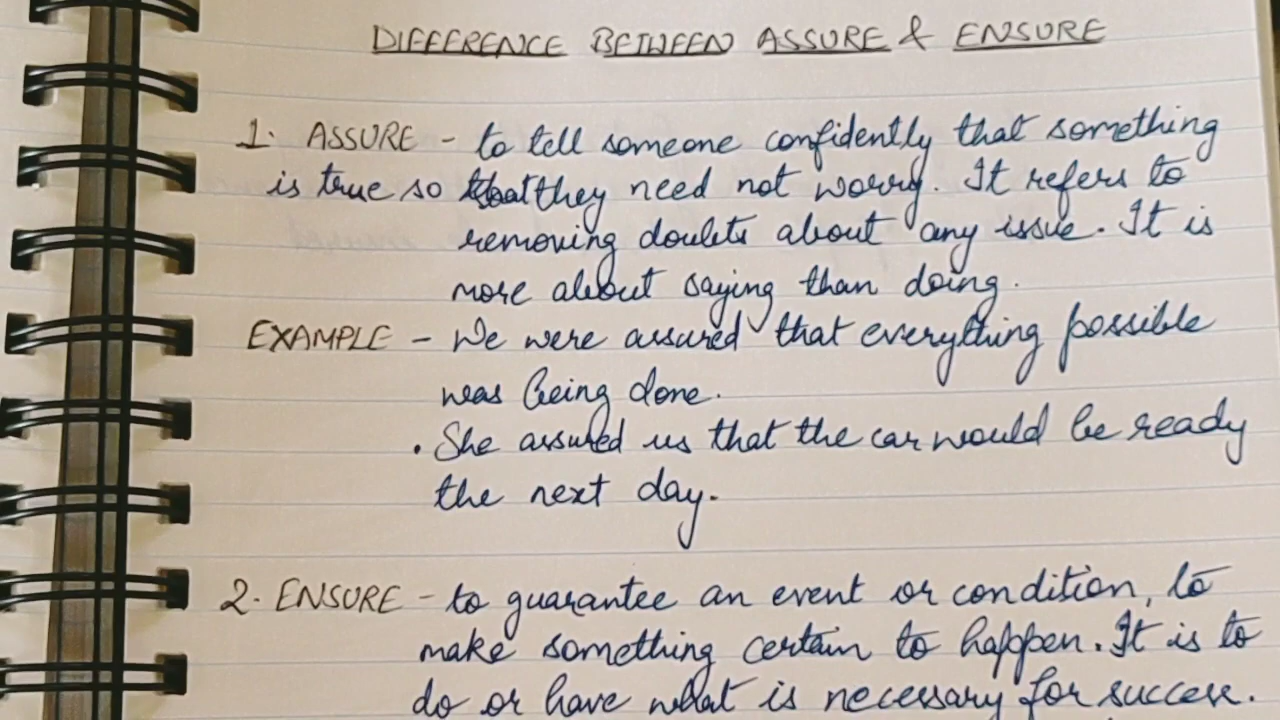 DIFFERENCE BETWEEN ASSURE & ENSURE
1. ASSURE - to tell someone confidently that something
is true so that they need not worry. It refers to
removing doubts about any issue. It is
more about saying than doing.
EXAMPLE - We were assured that everything possible
was being done.
. She assured us that the car would be ready
the next day.
2. ENSURE - to guarantee an event or condition, to
make something certain to happen. It is to
do or have what is necessary for success.